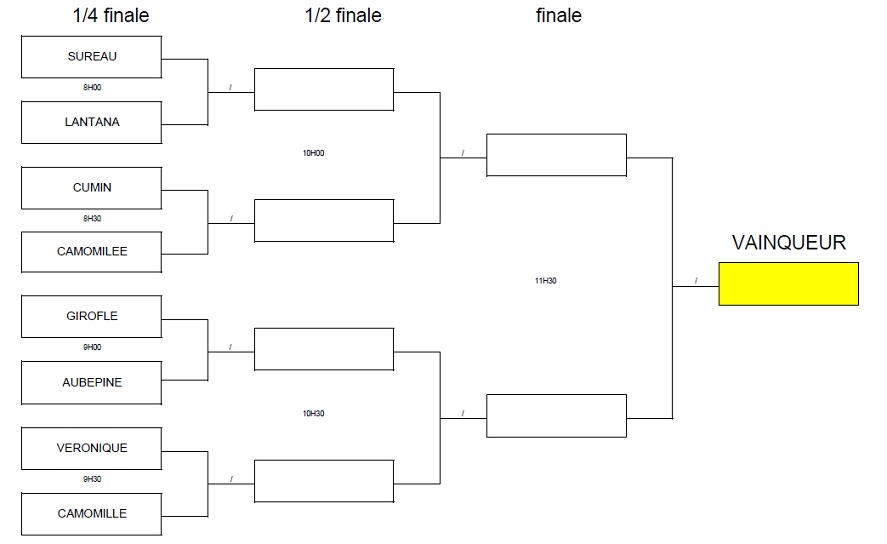 1/4 finale
1/2 finale
finale
SUREAU
8H00
/
LANTANA
10H00
/
CUMIN
8H30
/
CAMOMILEE
VAINQUEUR
11H30
/
GIROFLE
9H00
/
AUBEPINE
10H30
/
VERONIQUE
9H30
/
CAMOMILLE